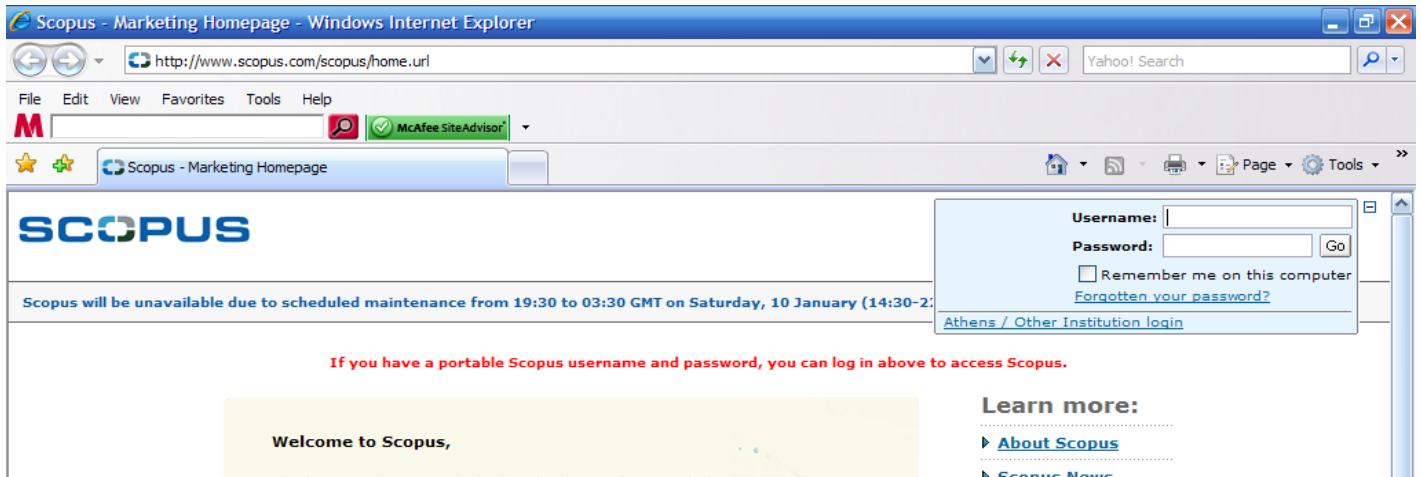 Scopus - Marketing Homepage - Windows Internet Explorer
http://www.scopus.com/scopus/home.url
Yahoo! Search
File Edit View Favorites Tools Help
M
McAfee SiteAdvisor
Scopus - Marketing Homepage
Page Tools
SCOPUS
Username:
Password: Go
Remember me on this computer
Forgotten your password?
Athens / Other Institution login
Scopus will be unavailable due to scheduled maintenance from 19:30 to 03:30 GMT on Saturday, 10 January (14:30-
If you have a portable Scopus username and password, you can log in above to access Scopus.
Welcome to Scopus,
Learn more:
About Scopus
Scopus News